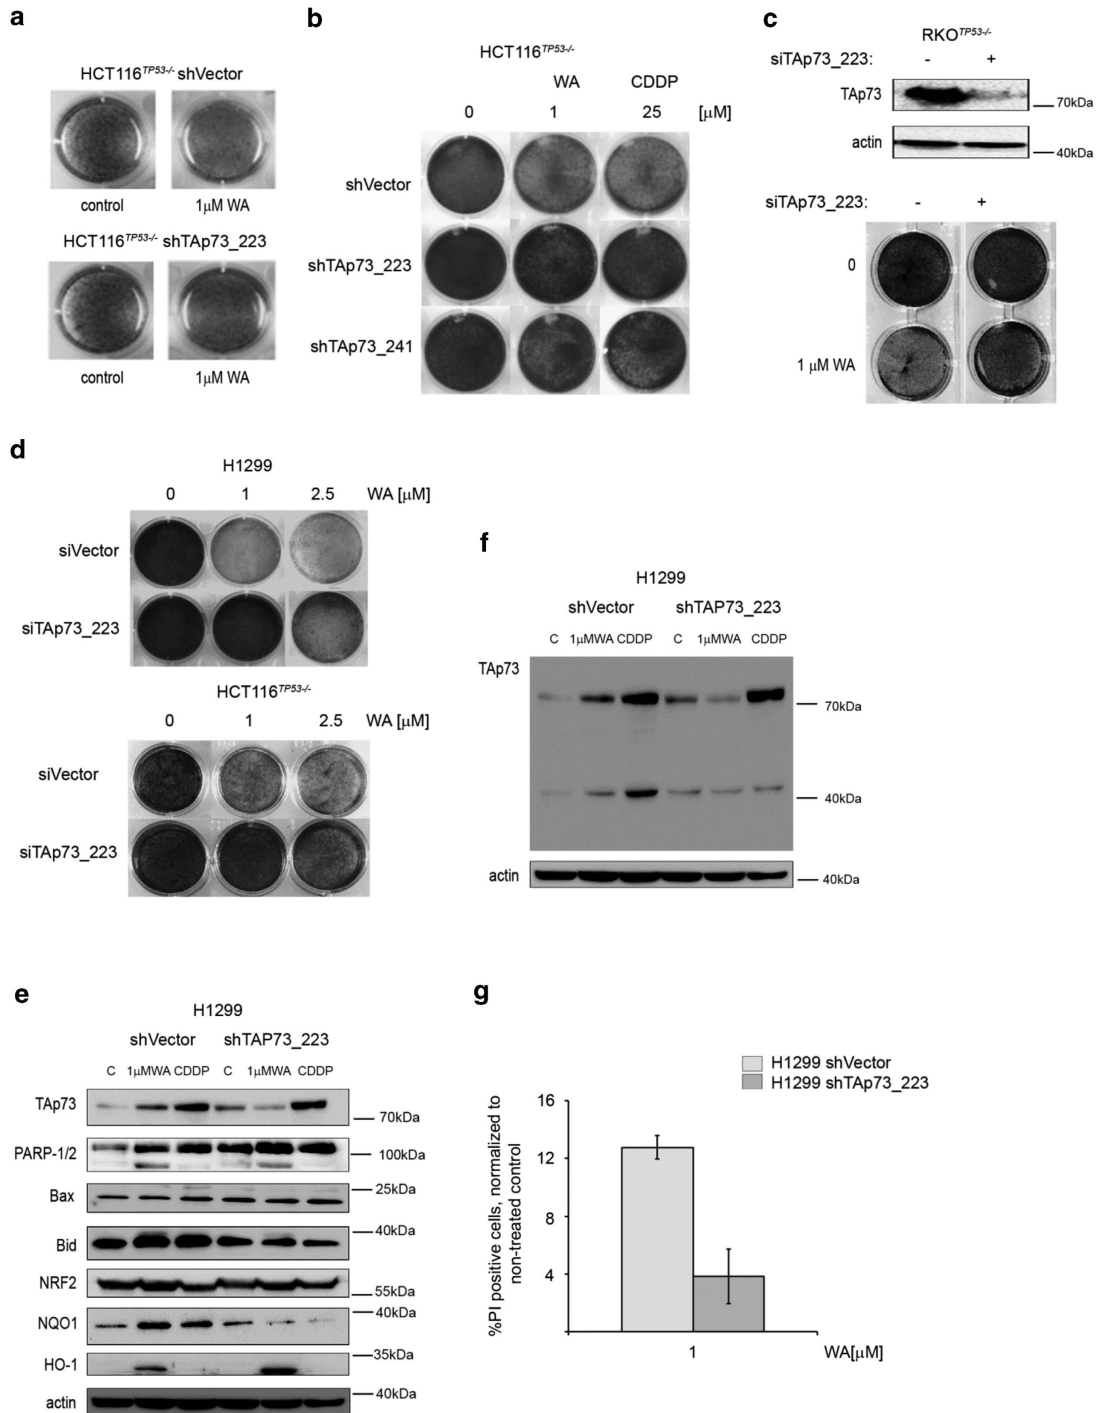 a
HCT116TP53-/- shVector
control 1μM WA
HCT116TP53-/- shTAp73_223
control 1μM WA
b
HCT116TP53-/-
WA CDDP
0 1 25 [μM]
shVector
shTAp73_223
shTAp73_241
c
RKOTP53-/-
siTAp73_223: - +
TAp73
70kDa
actin
40kDa
siTAp73_223: - +
0
1 μM WA
d
H1299
0 1 2.5 WA [μM]
siVector
siTAp73_223
HCT116TP53-/-
0 1 2.5 WA [μM]
siVector
siTAp73_223
f
H1299
shVector shTAP73_223
C 1μMWA CDDP C 1μMWA CDDP
TAp73
70kDa
40kDa
actin
40kDa
e
H1299
shVector shTAP73_223
C 1μMWA CDDP C 1μMWA CDDP
TAp73
70kDa
PARP-1/2
100kDa
Bax
25kDa
Bid
40kDa
NRF2
55kDa
NQO1
40kDa
HO-1
35kDa
actin
40kDa
g
H1299 shVector
H1299 shTAp73_223
%PI positive cells, normalized to
non-treated control
16
12
8
4
1 WA[μM]